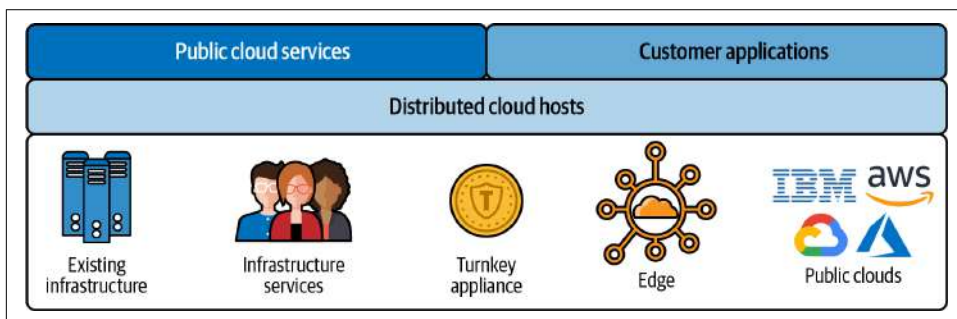 Public cloud services
Customer applications
Distributed cloud hosts
Existing
infrastructure
Infrastructure
services
T
Turnkey
appliance
Edge
IBM
aws
Public clouds